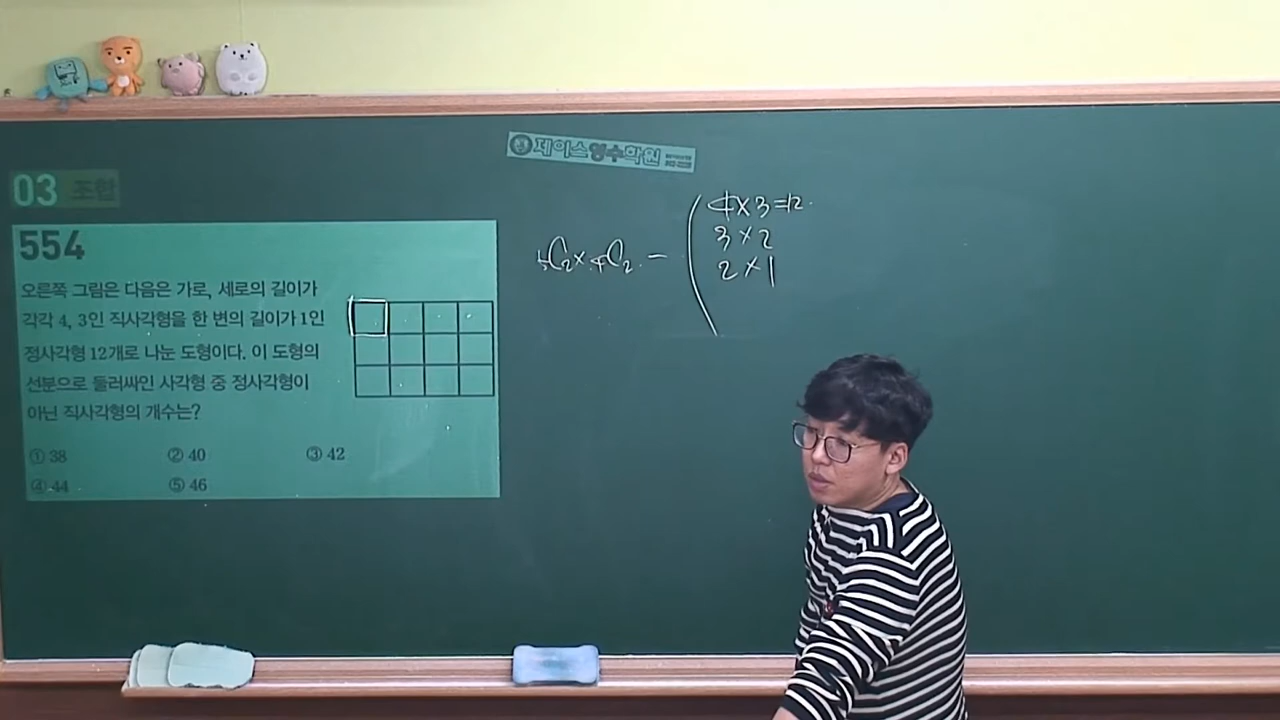 제이스영수학원
03 조합
554
오른쪽 그림은 다음은 가로, 세로의 길이가
각각 4, 3인 직사각형을 한 변의 길이가 1인
정사각형 12개로 나눈 도형이다. 이 도형의
선분으로 둘러싸인 사각형 중 정사각형이
아닌 직사각형의 개수는?
① 38 ② 40 ③ 42
④ 44 ⑤ 46
₅C₂×₄C₂ − (
4×3=12
3×2
2×1